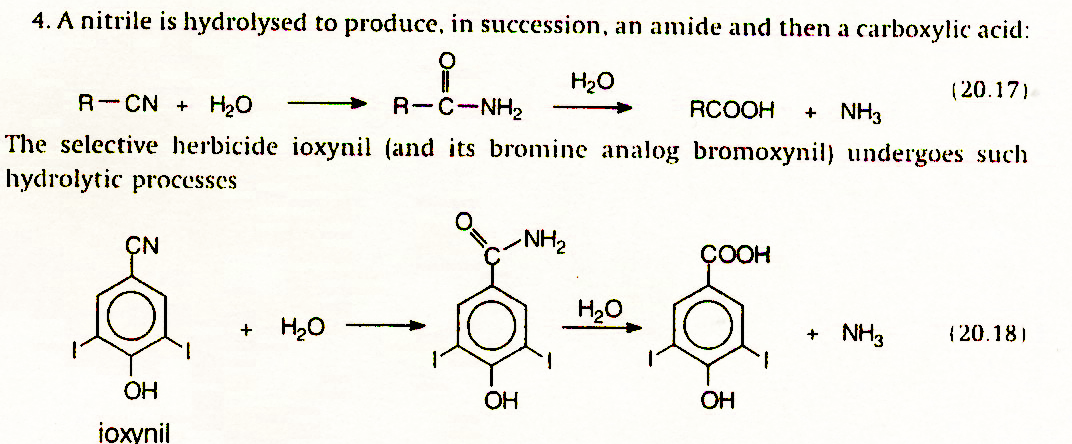 4. A nitrile is hydrolysed to produce, in succession, an amide and then a carboxylic acid:
O
R—CN + H₂O R—C—NH₂ H₂O RCOOH + NH₃ (20.17)
The selective herbicide ioxynil (and its bromine analog bromoxynil) undergoes such
hydrolytic processes
CN O NH₂ COOH
C
+ H₂O H₂O + NH₃ (20.18)
I I I I I I
OH OH OH
ioxynil